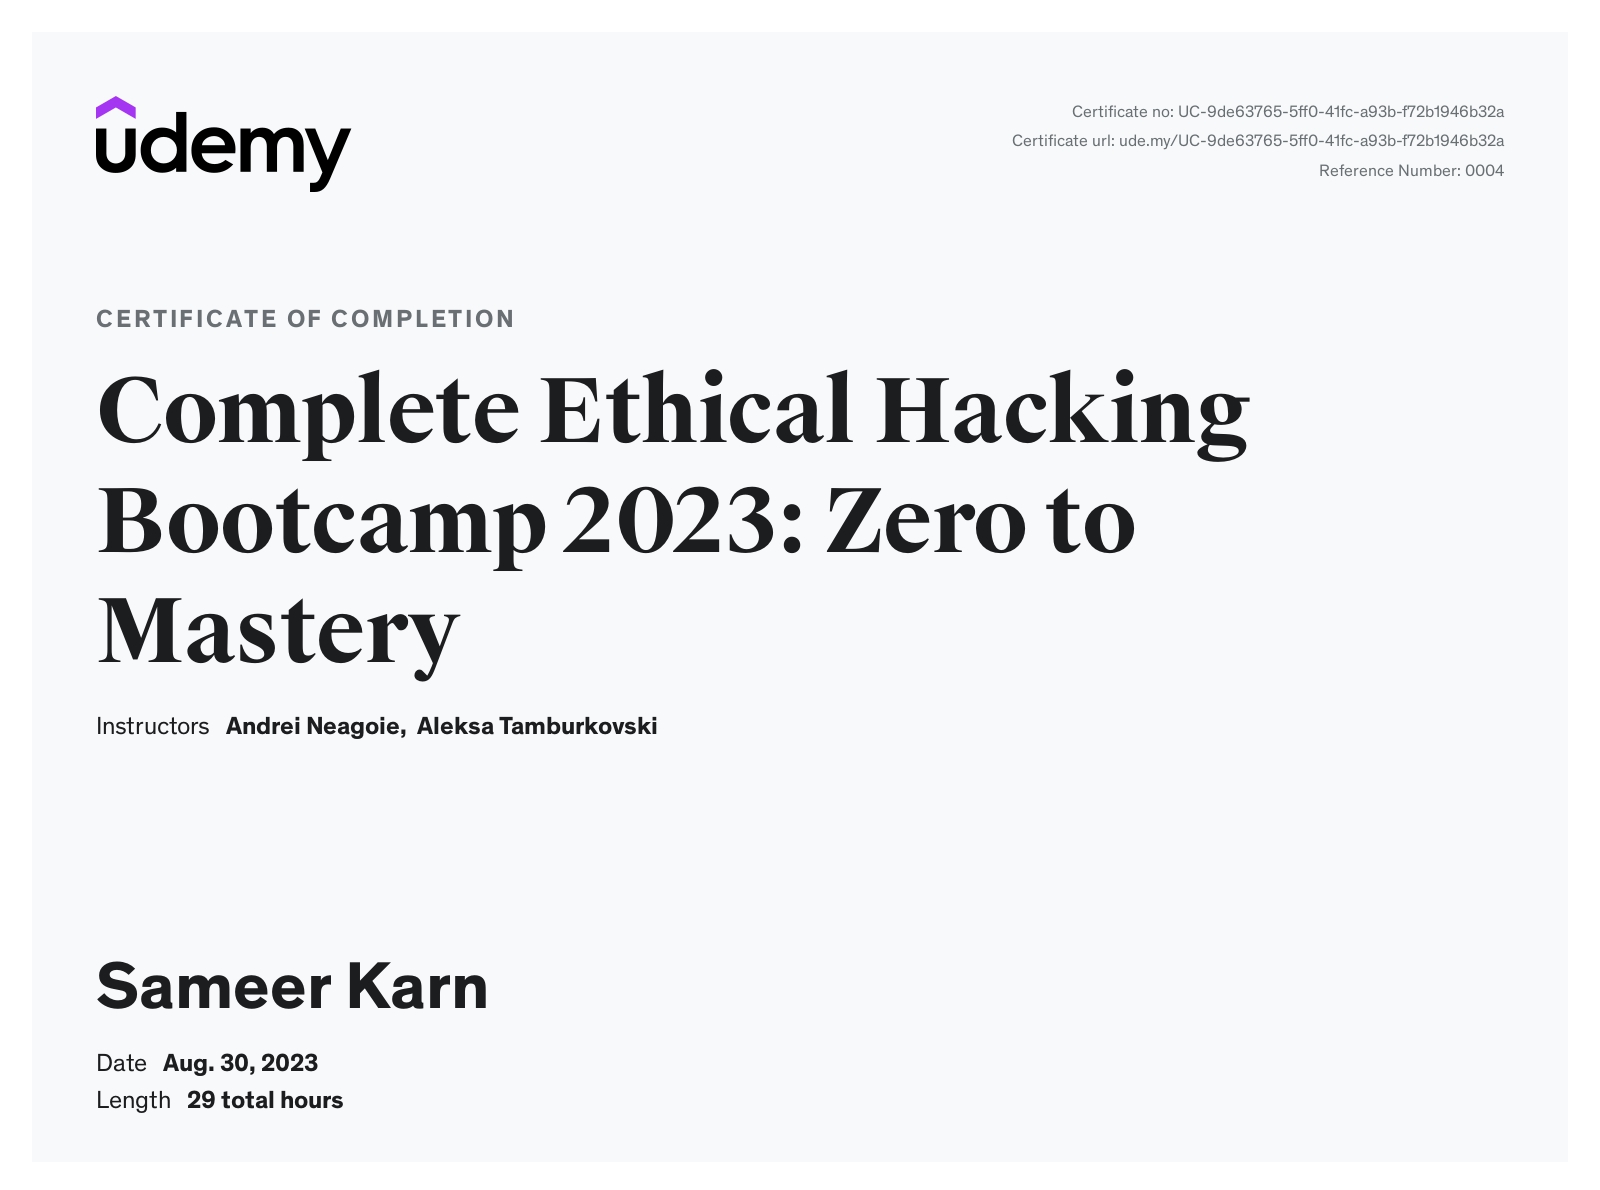 udemy
Certificate no: UC-9de63765-5ff0-41fc-a93b-f72b1946b32a
Certificate url: ude.my/UC-9de63765-5ff0-41fc-a93b-f72b1946b32a
Reference Number: 0004
CERTIFICATE OF COMPLETION
Complete Ethical Hacking
Bootcamp 2023: Zero to
Mastery
Instructors Andrei Neagoie, Aleksa Tamburkovski
Sameer Karn
Date Aug. 30, 2023
Length 29 total hours